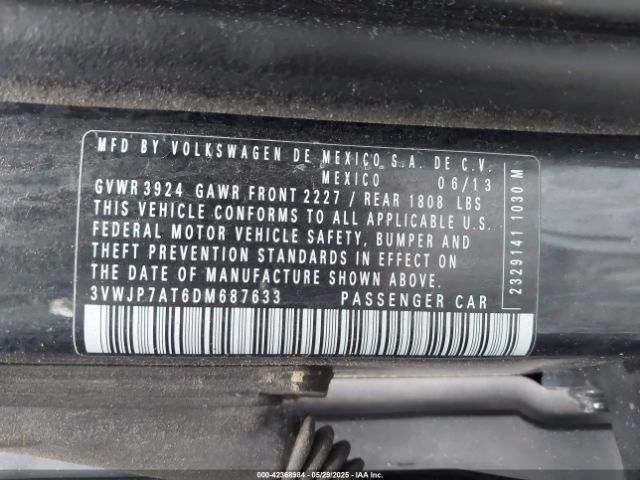 MFD BY VOLKSWAGEN DE MEXICO S.A. DE C.V.
MEXICO 06/13
GVWR 3924 GAWR FRONT 2227 / REAR 1808 LBS
THIS VEHICLE CONFORMS TO ALL APPLICABLE U.S.
FEDERAL MOTOR VEHICLE SAFETY, BUMPER AND
THEFT PREVENTION STANDARDS IN EFFECT ON
THE DATE OF MANUFACTURE SHOWN ABOVE.
3VWJP7AT6DM687633 PASSENGER CAR
2329141 1030 M
000-42368984 - 05/29/2025 - IAAI.COM